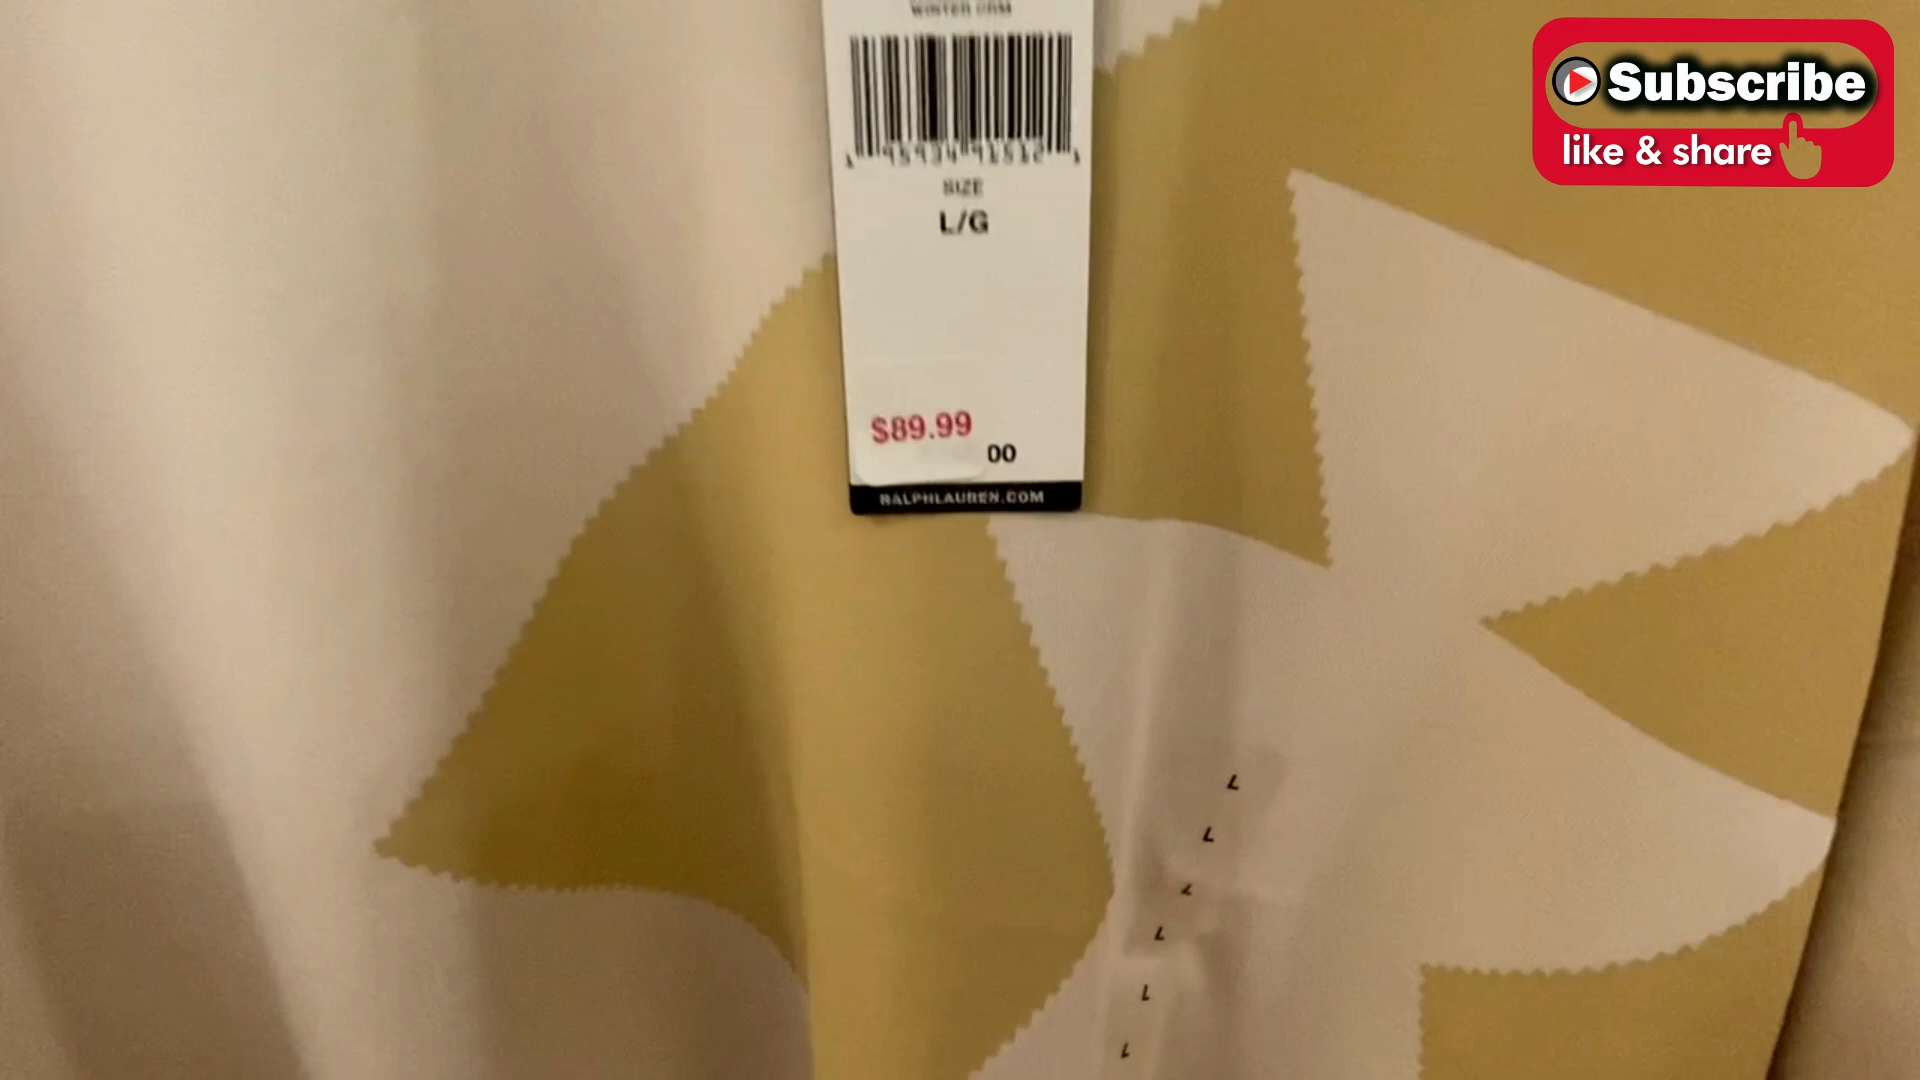 Subscribe
like & share
SIZE
L/G
$89.99
00
RALPHLAUREN.COM
L
L
L
L
L
L